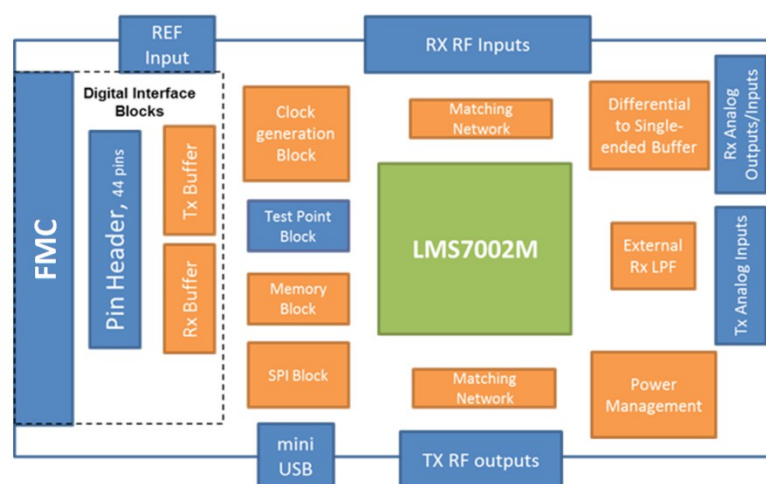 REF
Input
RX RF Inputs
FMC
Digital Interface
Blocks
Pin Header, 44 pins
Tx Buffer
Rx Buffer
Clock
generation
Block
Test Point
Block
Memory
Block
SPI Block
Matching
Network
LMS7002M
Matching
Network
Differential
to Single-
ended Buffer
External
Rx LPF
Power
Management
Rx Analog
Outputs/Inputs
Tx Analog Inputs
mini
USB
TX RF outputs